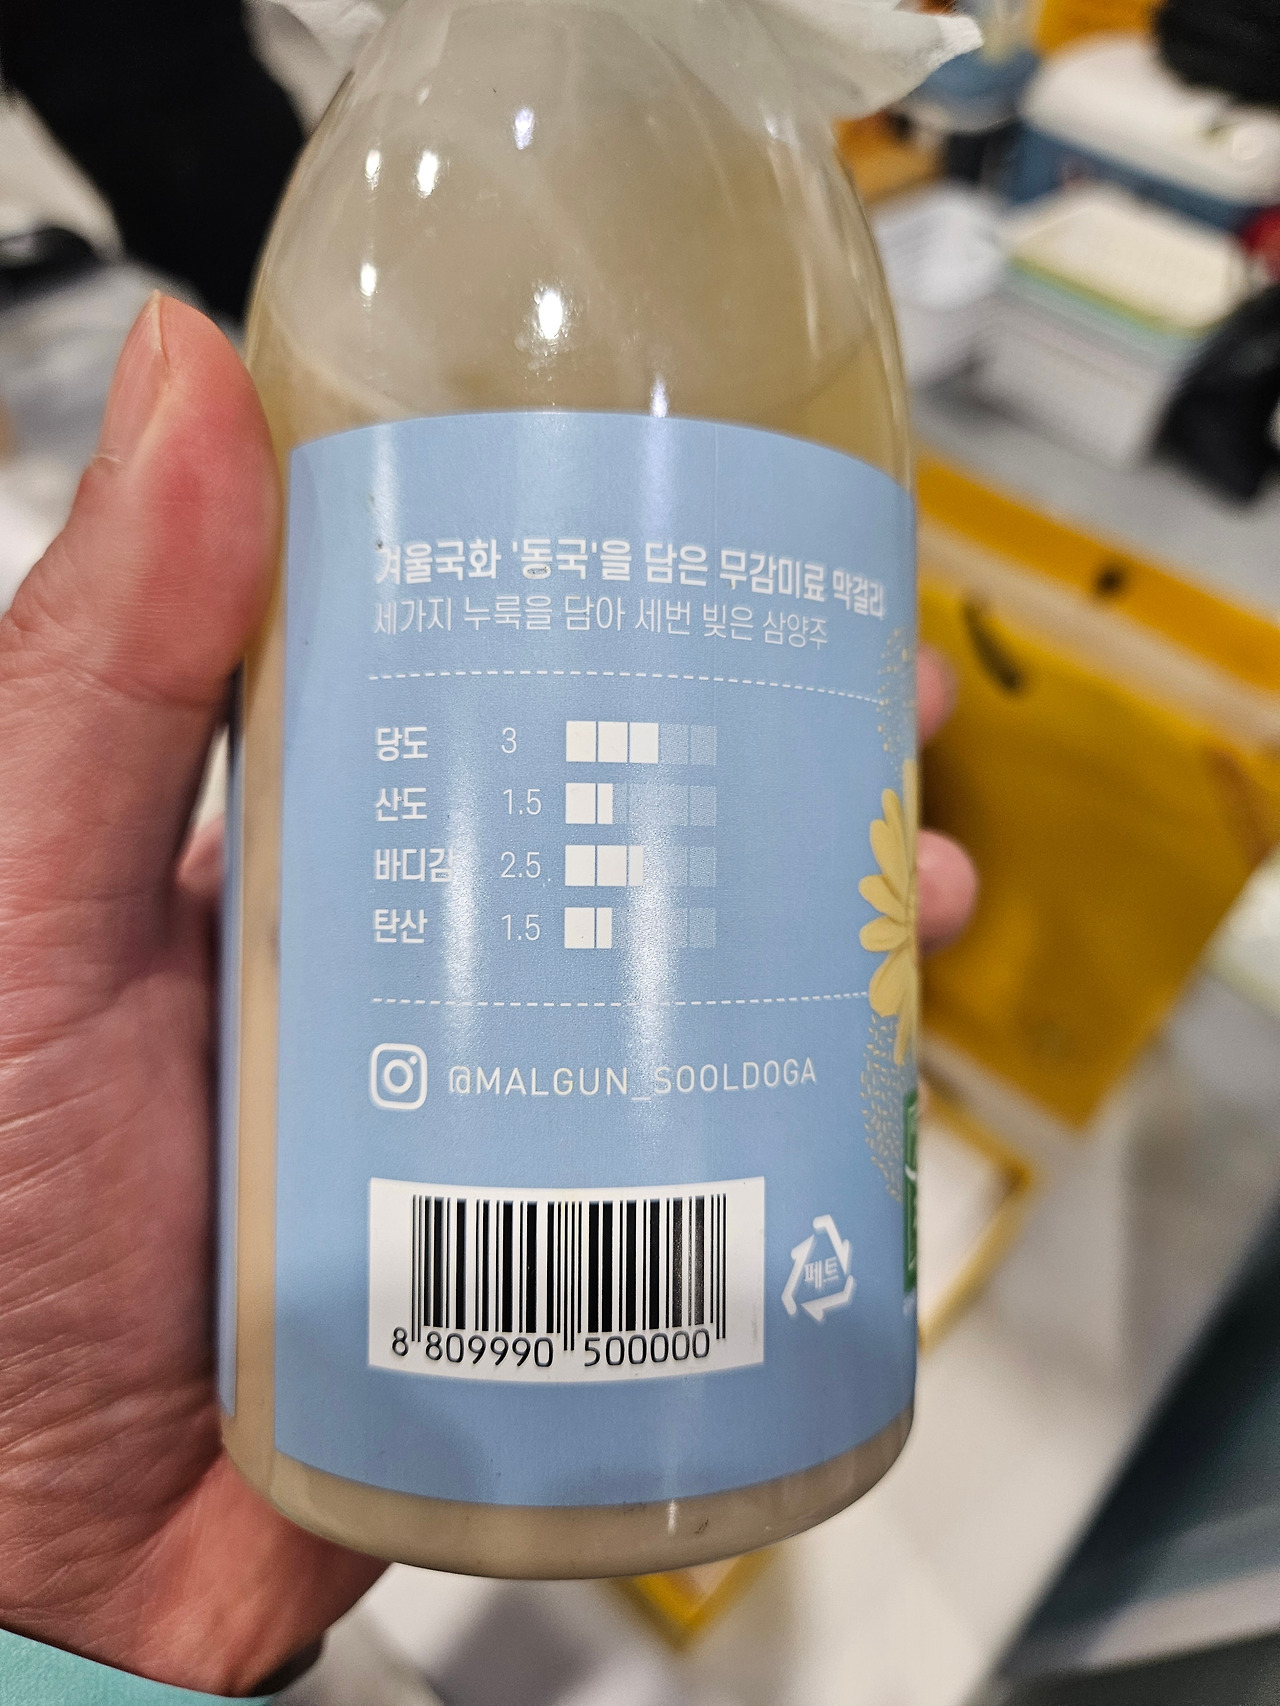 겨울국화 '동국'을 담은 무감미료 막걸리
세가지 누룩을 담아 세번 빚은 삼양주
당도 3
산도 1.5
바디감 2.5
탄산 1.5
@MALGUN_SOOLDOGA
8 809990 500000
페트